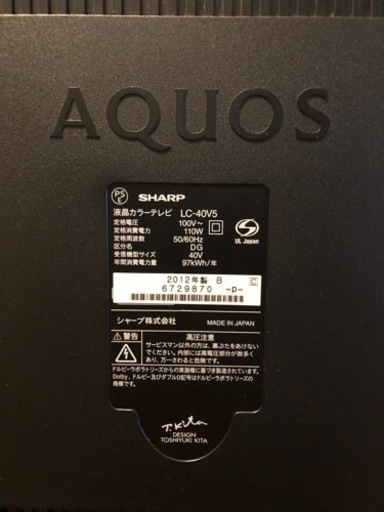 AQUOS
PS E SHARP
液晶カラーテレビ LC-40V5
定格電圧 100V~
定格消費電力 110W
定格周波数 50/60Hz
区分名 DG
受信機型サイズ 40V
年間消費電力量 97kWh/年
S UL Japan
2012年製 B C
6729870 -p-
シャープ株式会社 MADE IN JAPAN
警告 高圧注意
サービスマン以外の方は、裏ぶたをあけないで
ください。内部には高電圧部分が数多く
あり、万一さわると危険です。
ドルビーラボラトリーズからの実施権に基づき製造されています。
Dolby、ドルビー及びダブルD記号はドルビーラボラトリーズの
商標です。
T. Kita
DESIGN
TOSHIYUKI KITA